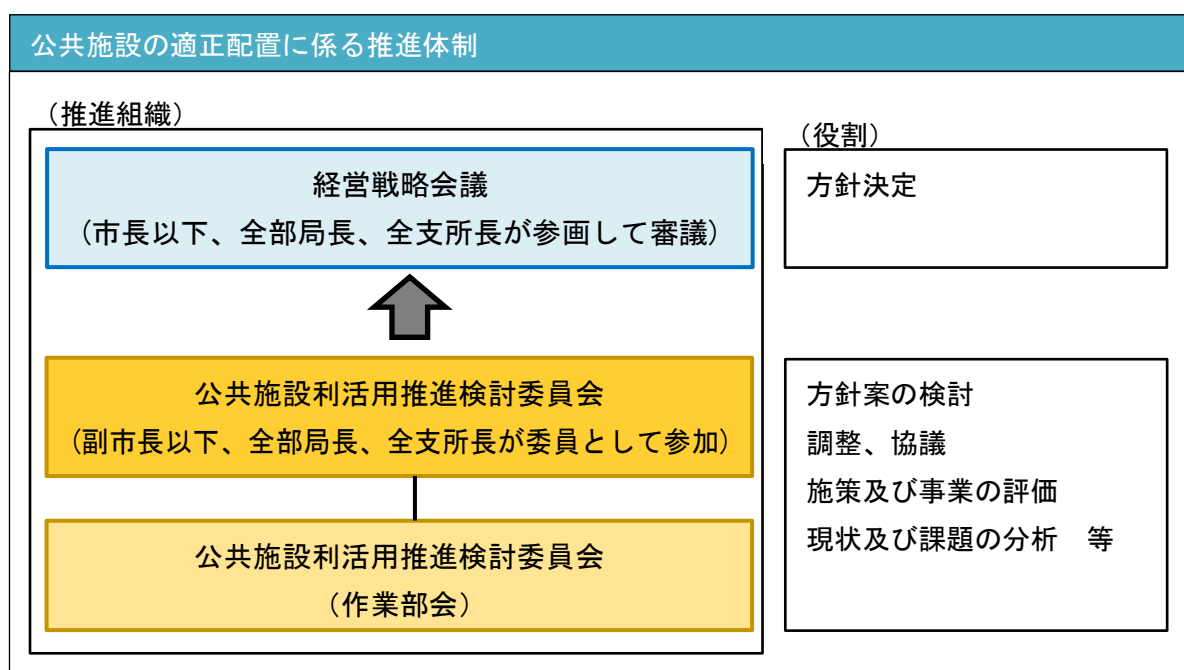 公共施設の適正配置に係る推進体制
（推進組織）
経営戦略会議
（市長以下、全部局長、全支所長が参画して審議）
公共施設利活用推進検討委員会
（副市長以下、全部局長、全支所長が委員として参加）
公共施設利活用推進検討委員会
（作業部会）
（役割）
方針決定
方針案の検討
調整、協議
施策及び事業の評価
現状及び課題の分析　等